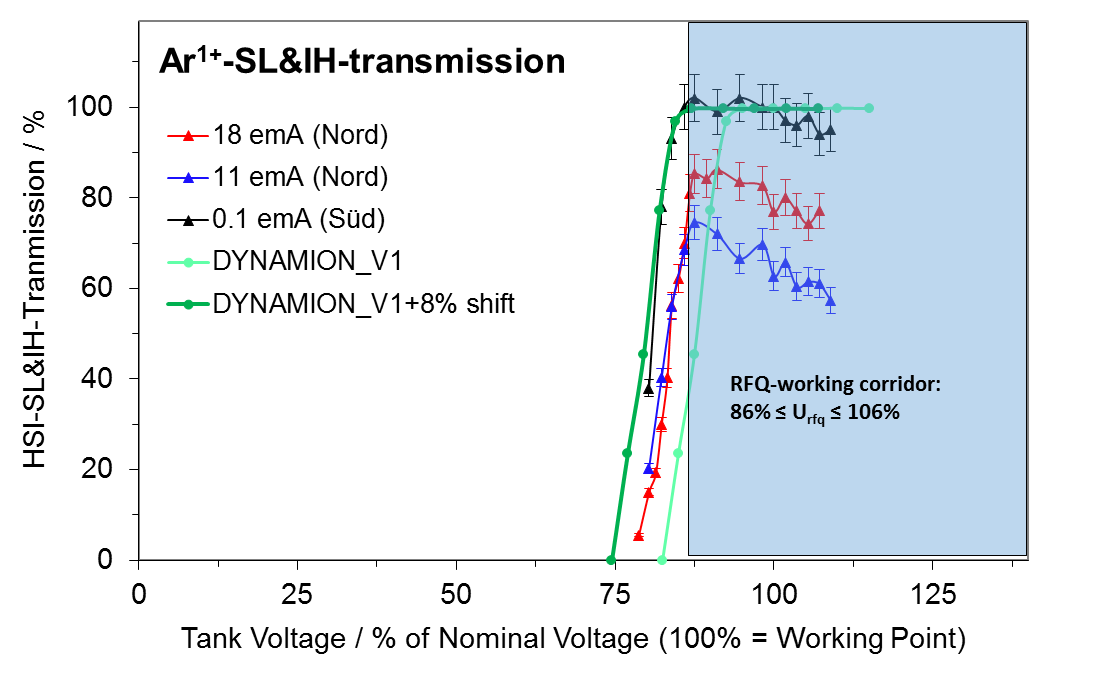 Ar1+-SL&IH-transmission
18 emA (Nord)
11 emA (Nord)
0.1 emA (Süd)
DYNAMION_V1
DYNAMION_V1+8% shift
RFQ-working corridor:
86% ≤ Urfq ≤ 106%
HSI-SL&IH-Tranmission / %
100
80
60
40
20
0
0 25 50 75 100 125
Tank Voltage / % of Nominal Voltage (100% = Working Point)